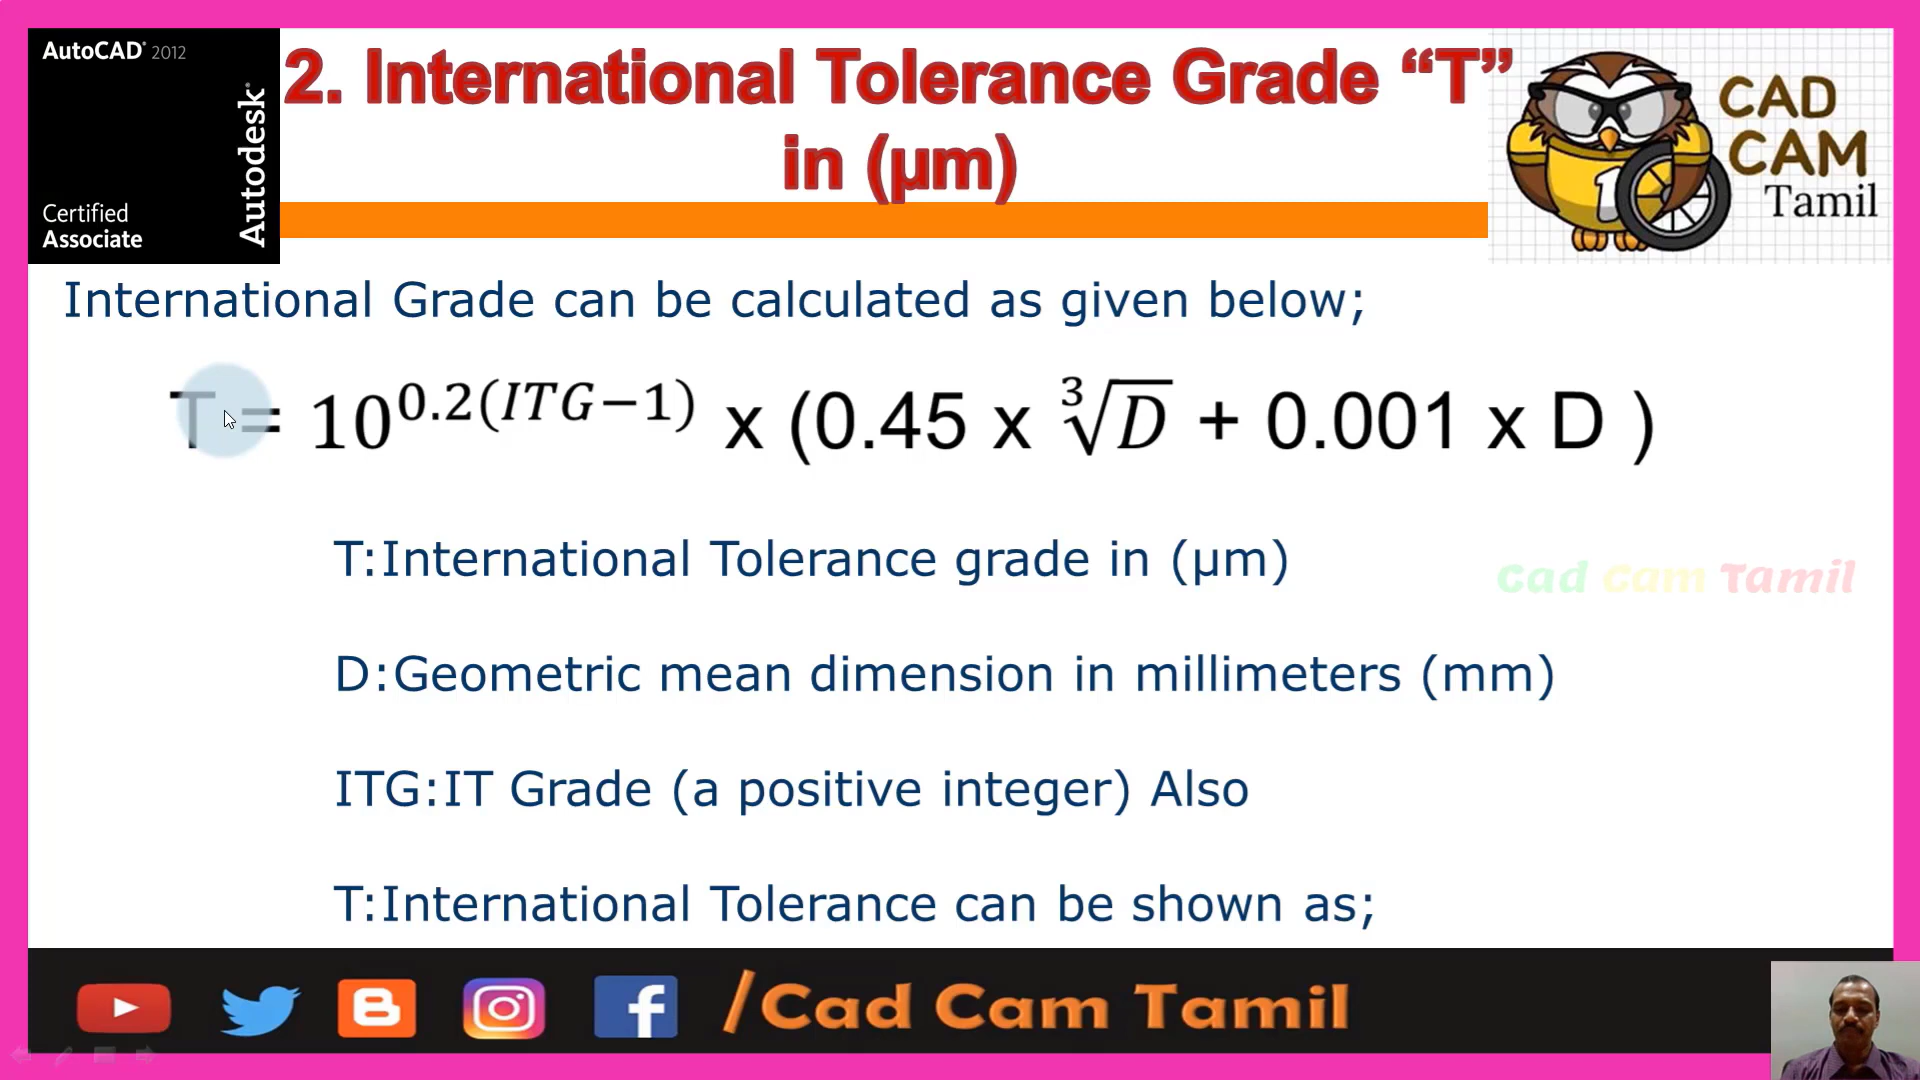 AutoCAD® 2012
Autodesk®
Certified
Associate
2. International Tolerance Grade “T”
in (µm)
CAD
CAM
Tamil
1
International Grade can be calculated as given below;
T = 10^{0.2(ITG−1)} x (0.45 x ∛D + 0.001 x D )
T:International Tolerance grade in (µm)
Cad Cam Tamil
D:Geometric mean dimension in millimeters (mm)
ITG:IT Grade (a positive integer) Also
T:International Tolerance can be shown as;
/Cad Cam Tamil